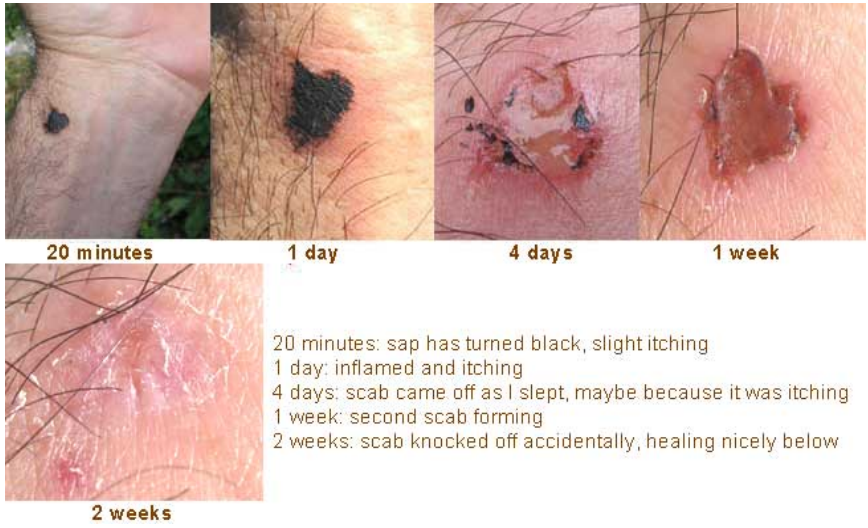 20 minutes
1 day
4 days
1 week
20 minutes: sap has turned black, slight itching
1 day: inflamed and itching
4 days: scab came off as I slept, maybe because it was itching
1 week: second scab forming
2 weeks: scab knocked off accidentally, healing nicely below
2 weeks